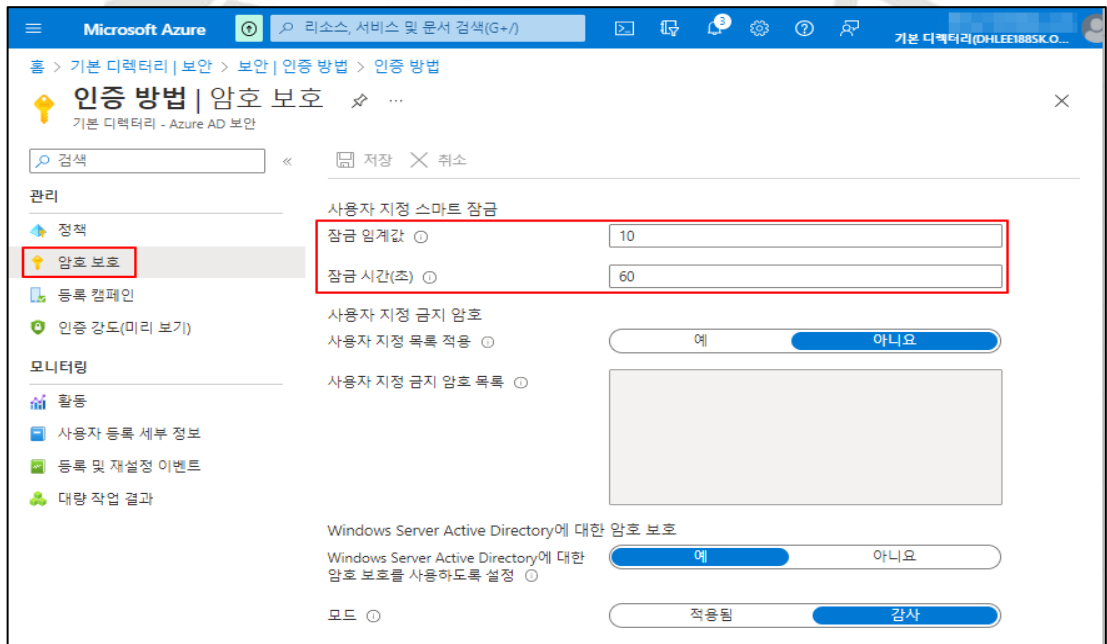 Microsoft Azure
리소스, 서비스 및 문서 검색(G+/)
3
기본 디렉터리(DHLEE188SK.O...
홈 > 기본 디렉터리 | 보안 > 보안 | 인증 방법 > 인증 방법
인증 방법 | 암호 보호
기본 디렉터리 - Azure AD 보안
검색
저장
취소
관리
정책
암호 보호
등록 캠페인
인증 강도(미리 보기)
모니터링
활동
사용자 등록 세부 정보
등록 및 재설정 이벤트
대량 작업 결과
사용자 지정 스마트 잠금
잠금 임계값
10
잠금 시간(초)
60
사용자 지정 금지 암호
사용자 지정 목록 적용
예
아니요
사용자 지정 금지 암호 목록
Windows Server Active Directory에 대한 암호 보호
Windows Server Active Directory에 대한
암호 보호를 사용하도록 설정
예
아니요
모드
적용됨
감사